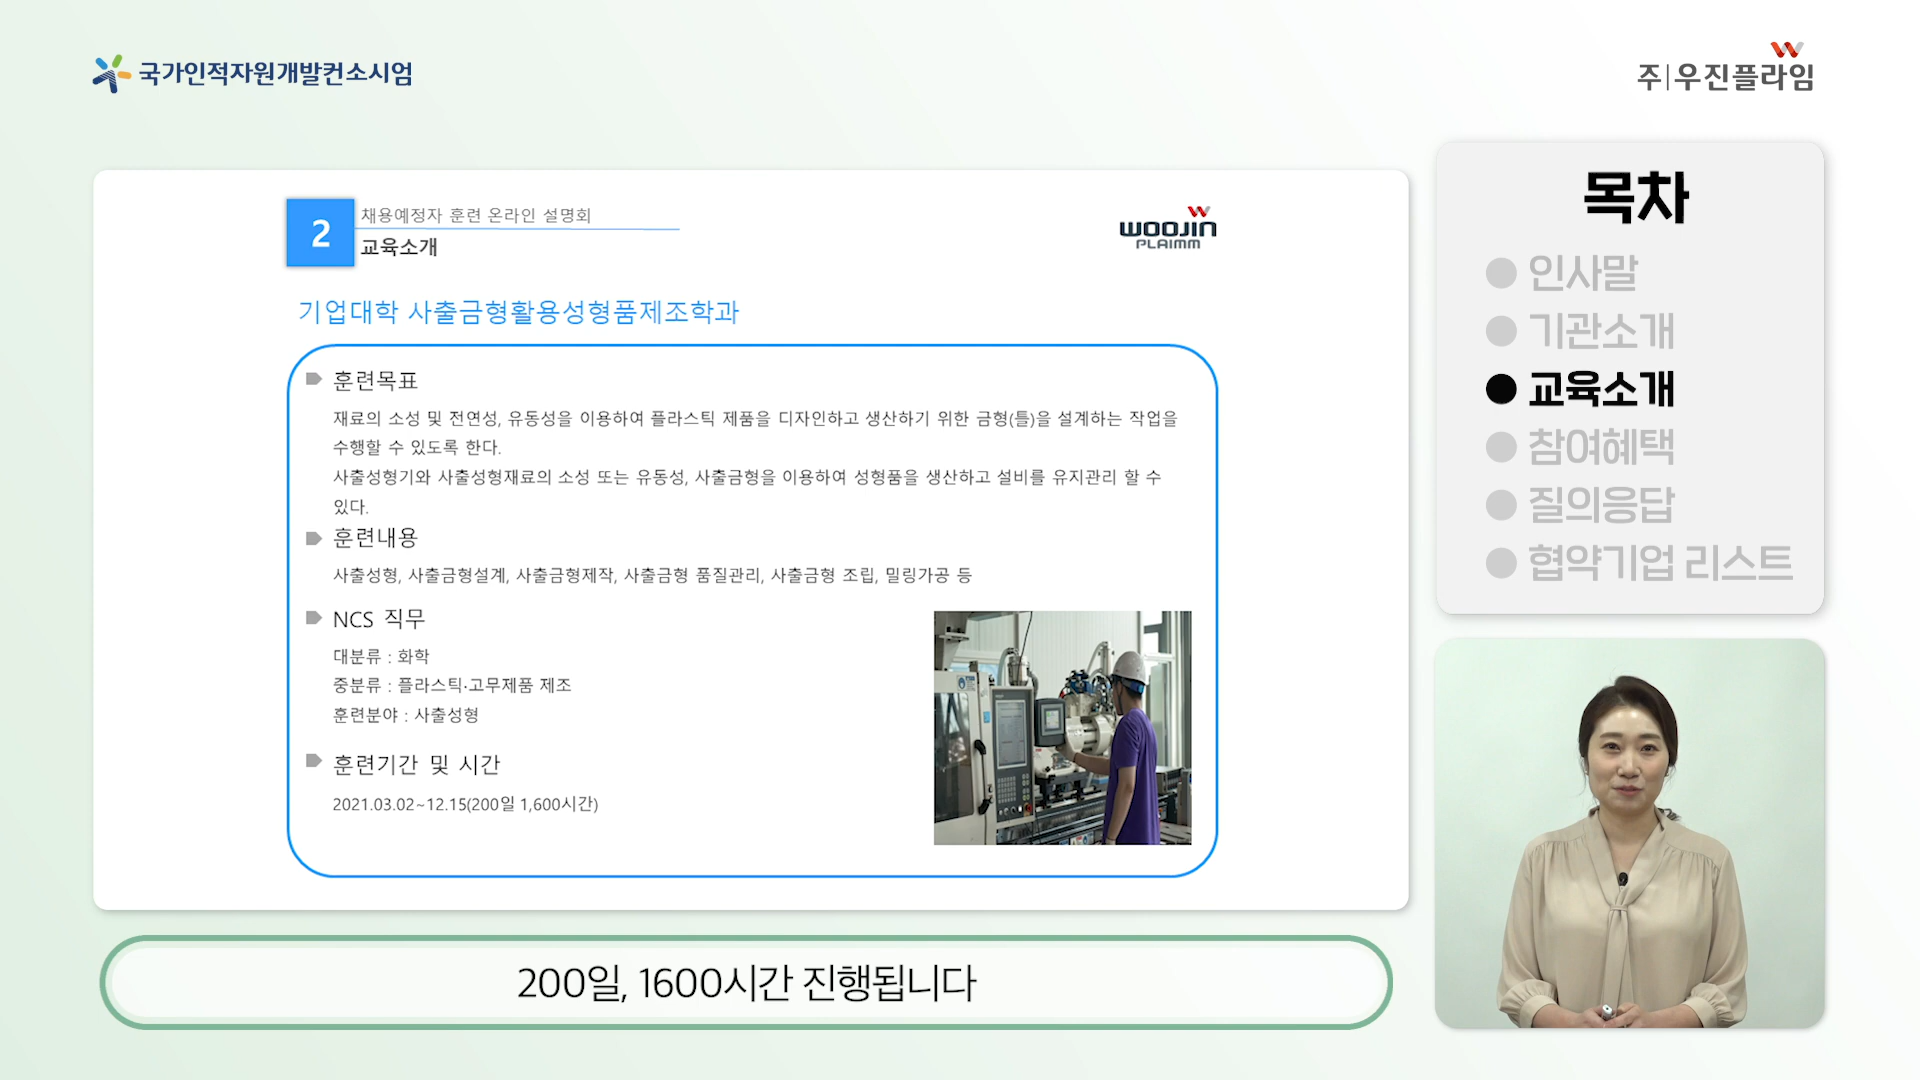 국가인적자원개발컨소시엄
주|우진플라임
2
채용예정자 훈련 온라인 설명회
교육소개
WOOJIN
PLAIMM
기업대학 사출금형활용성형품제조학과
훈련목표
재료의 소성 및 전연성, 유동성을 이용하여 플라스틱 제품을 디자인하고 생산하기 위한 금형(틀)을 설계하는 작업을
수행할 수 있도록 한다.
사출성형기와 사출성형재료의 소성 또는 유동성, 사출금형을 이용하여 성형품을 생산하고 설비를 유지관리 할 수
있다.
훈련내용
사출성형, 사출금형설계, 사출금형제작, 사출금형 품질관리, 사출금형 조립, 밀링가공 등
NCS 직무
대분류 : 화학
중분류 : 플라스틱·고무제품 제조
훈련분야 : 사출성형
훈련기간 및 시간
2021.03.02~12.15(200일 1,600시간)
목차
인사말
기관소개
교육소개
참여혜택
질의응답
협약기업 리스트
200일, 1600시간 진행됩니다